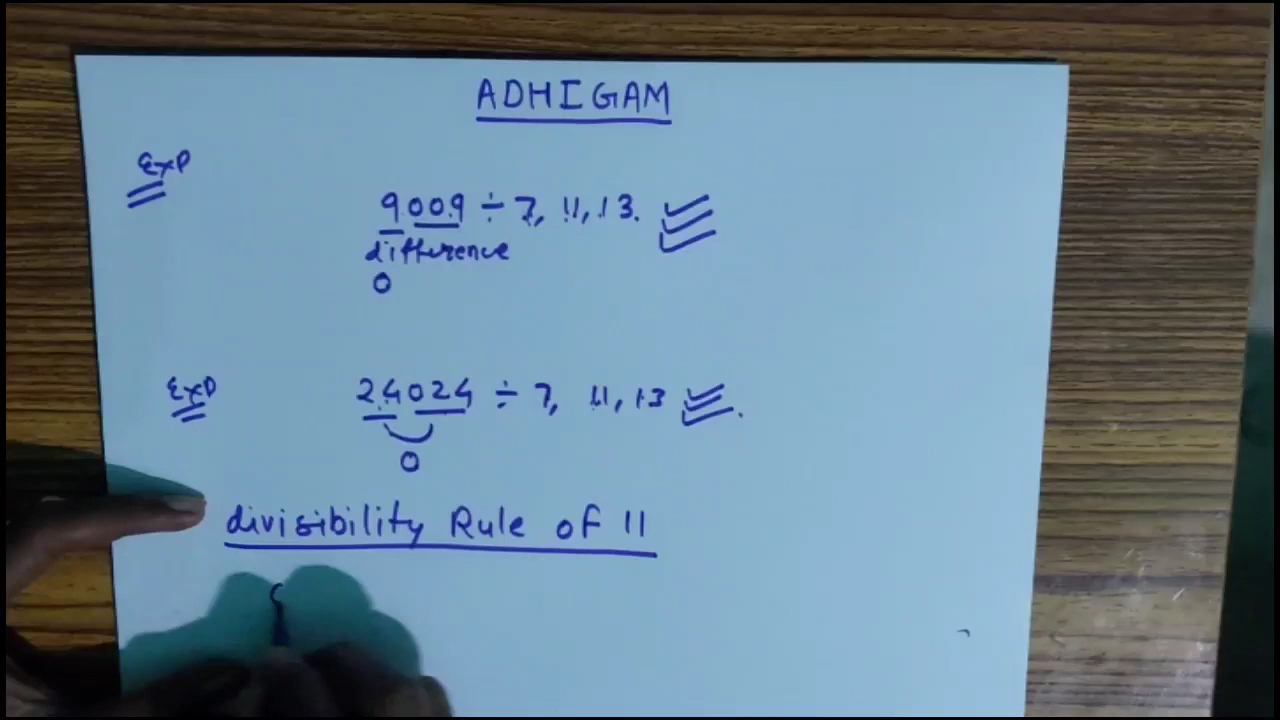 ADHIGAM
Exp
9009 ÷ 7, 11, 13.
difference
0
Exp
24024 ÷ 7, 11, 13
0
divisibility Rule of 11